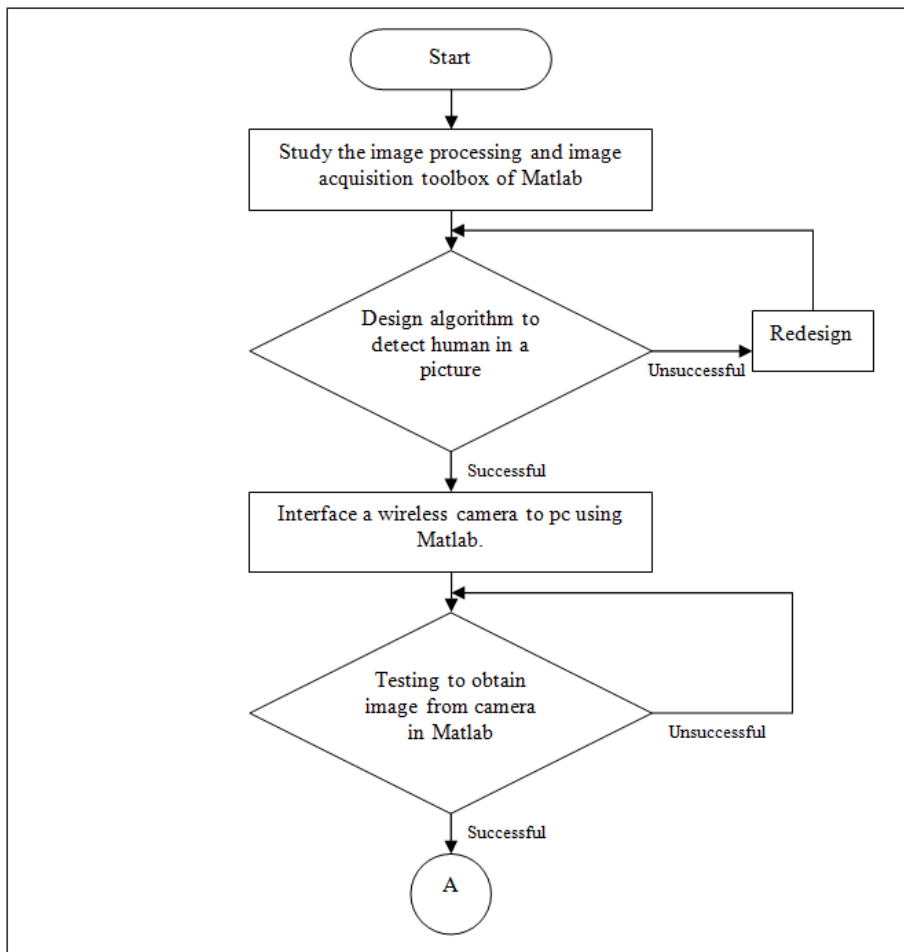 Start
Study the image processing and image
acquisition toolbox of Matlab
Design algorithm to
detect human in a
picture
Redesign
Unsuccessful
Successful
Interface a wireless camera to pc using
Matlab.
Testing to obtain
image from camera
in Matlab
Unsuccessful
Successful
A